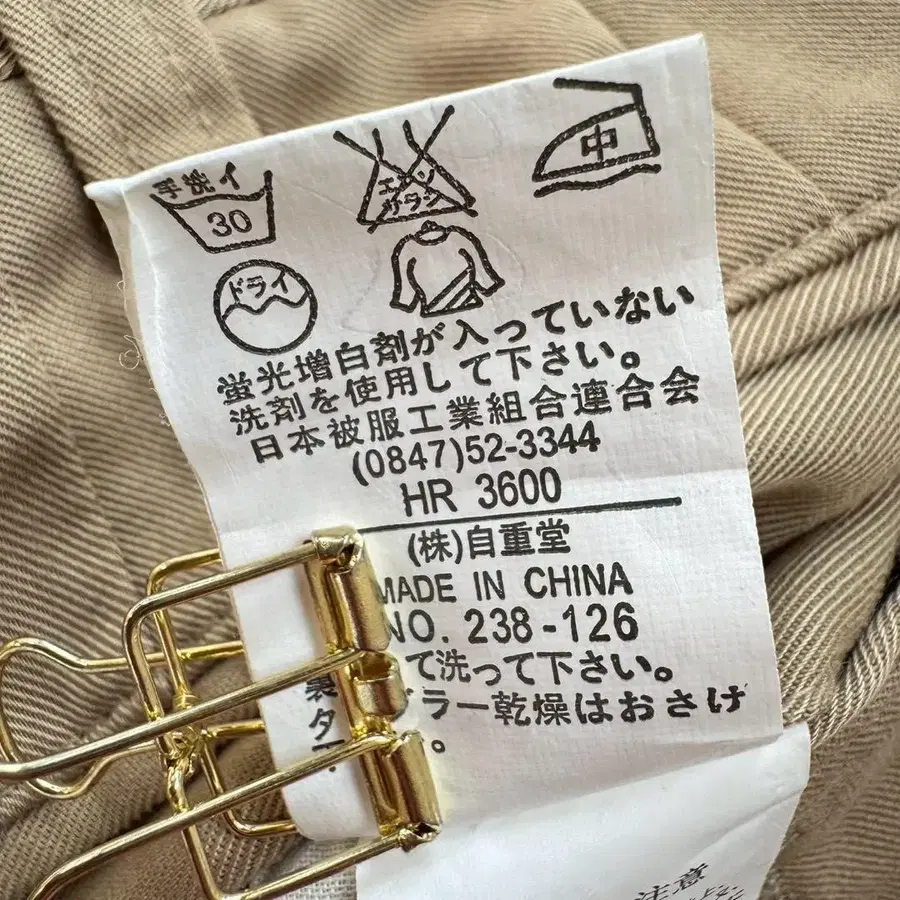 手洗イ
30
エンソ
サラシ
中
ドライ
蛍光増白剤が入っていない
洗剤を使用して下さい。
日本被服工業組合連合会
(0847)52-3344
HR 3600
(株)自重堂
MADE IN CHINA
NO. 238-126
て洗って下さい。
ラー乾燥はおさけ
注意